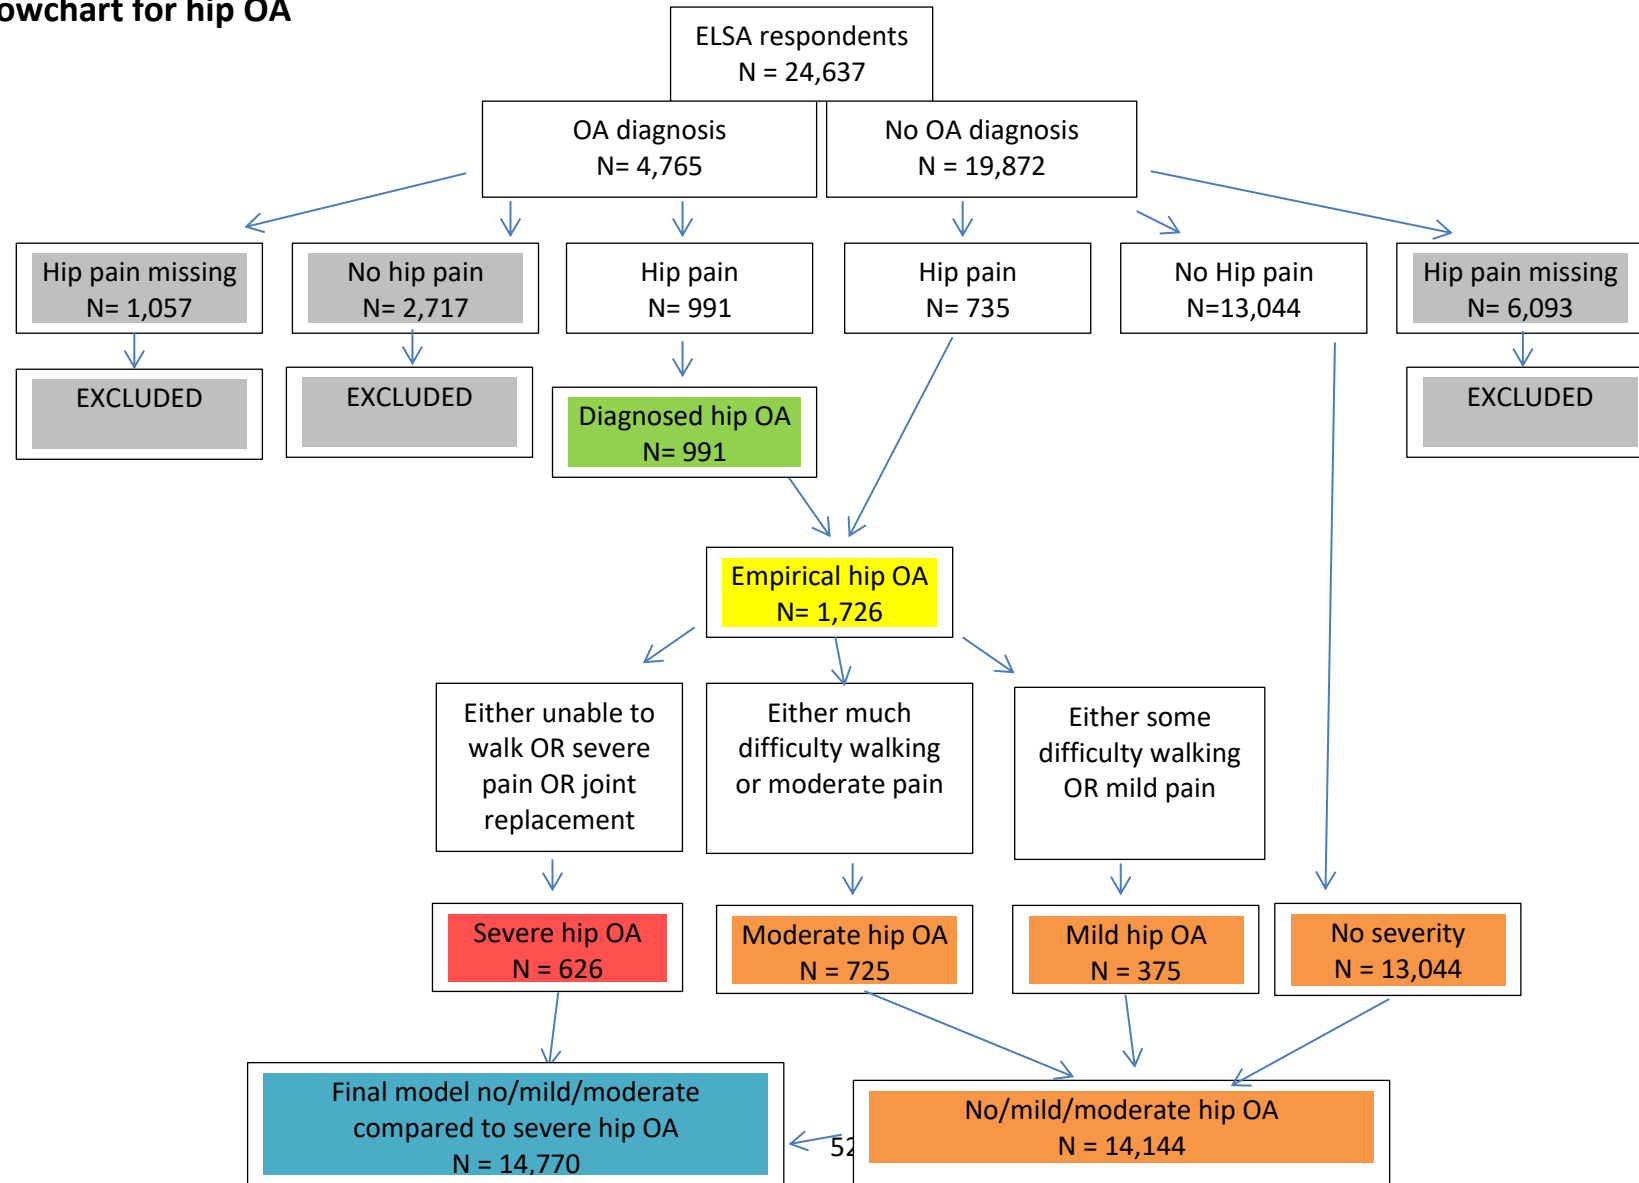 owchart for hip OA
ELSA respondents
N = 24,637
OA diagnosis
N= 4,765
No OA diagnosis
N = 19,872
Hip pain missing
N= 1,057
No hip pain
N= 2,717
Hip pain
N= 991
Hip pain
N= 735
No Hip pain
N=13,044
Hip pain missing
N= 6,093
EXCLUDED
EXCLUDED
EXCLUDED
Diagnosed hip OA
N= 991
Empirical hip OA
N= 1,726
Either unable to
walk OR severe
pain OR joint
replacement
Either much
difficulty walking
or moderate pain
Either some
difficulty walking
OR mild pain
Severe hip OA
N = 626
Moderate hip OA
N = 725
Mild hip OA
N = 375
No severity
N = 13,044
Final model no/mild/moderate
compared to severe hip OA
N = 14,770
52
No/mild/moderate hip OA
N = 14,144